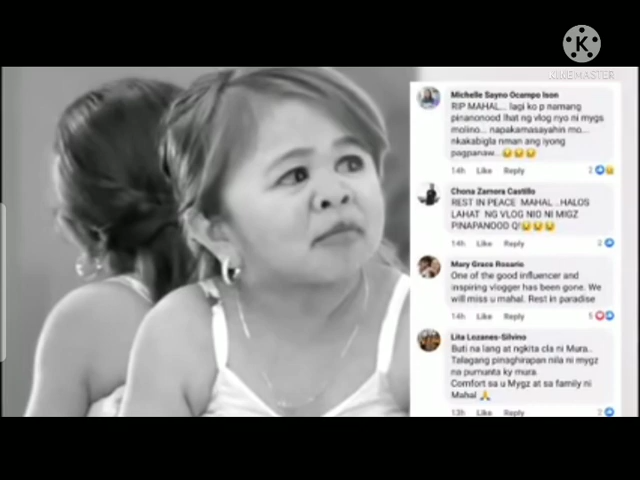 K
KINEMASTER
Michelle Sayno Ocampo Ison
RIP MAHAL... lagi ko p namang
pinanonood lhat ng vlog nyo ni mygs
molino... napakamasayahin mo...
nkakabigla nman ang iyong
pagpanaw...😢😢😢
14h Like Reply 2
Chona Zamora Castillo
REST IN PEACE MAHAL ..HALOS
LAHAT NG VLOG NIO NI MIGZ
PINAPANOOD Q!😭😭😭
14h Like Reply 2
Mary Grace Rosario
One of the good influencer and
inspiring vlogger has been gone. We
will miss u mahal. Rest in paradise
14h Like Reply 5
Lita Lozanes-Silvino
Buti na lang at ngkita cla ni Mura..
Talagang pinaghirapan nila ni mygz
na pumunta ky mura
Comfort sa u Mygz at sa family ni
Mahal 🙏
13h Like Reply 7